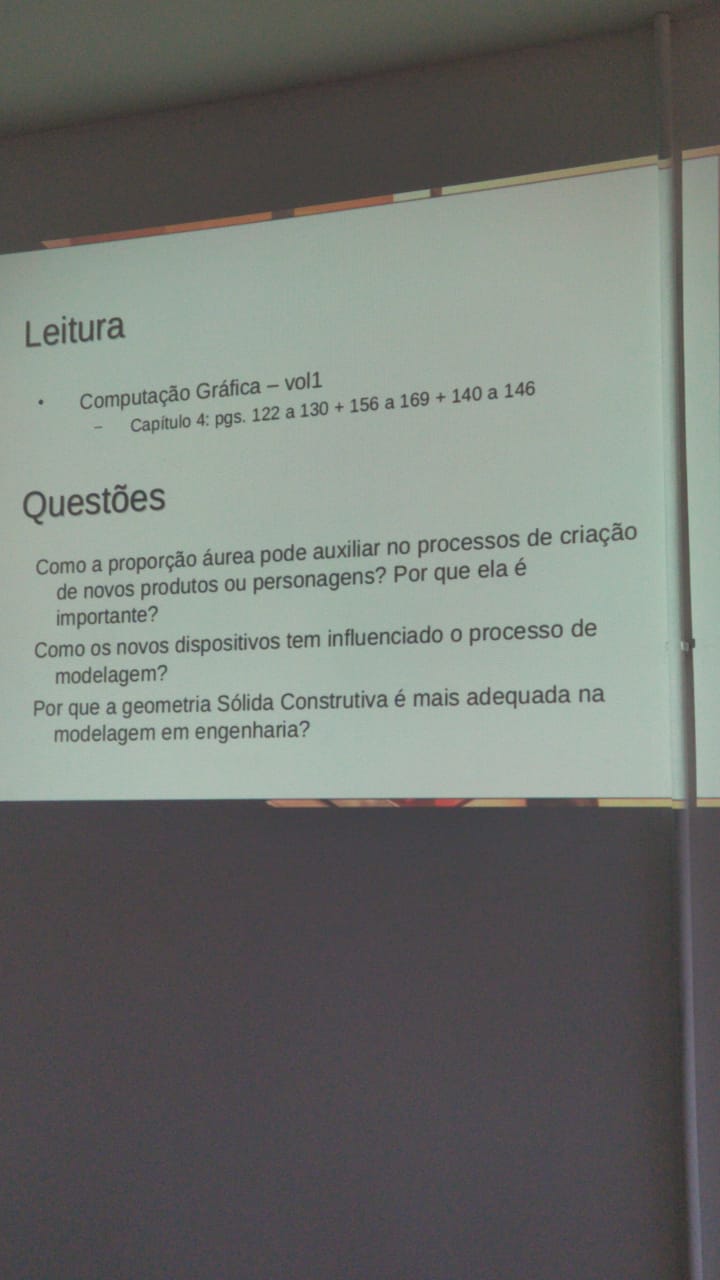 Leitura
• Computação Gráfica – vol1
– Capítulo 4: pgs. 122 a 130 + 156 a 169 + 140 a 146
Questões
Como a proporção áurea pode auxiliar no processos de criação
de novos produtos ou personagens? Por que ela é
importante?
Como os novos dispositivos tem influenciado o processo de
modelagem?
Por que a geometria Sólida Construtiva é mais adequada na
modelagem em engenharia?